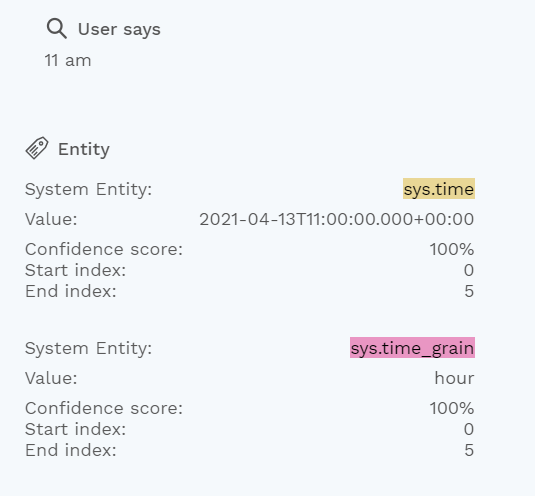 User says
11 am
Entity
System Entity: sys.time
Value: 2021-04-13T11:00:00.000+00:00
Confidence score: 100%
Start index: 0
End index: 5
System Entity: sys.time_grain
Value: hour
Confidence score: 100%
Start index: 0
End index: 5